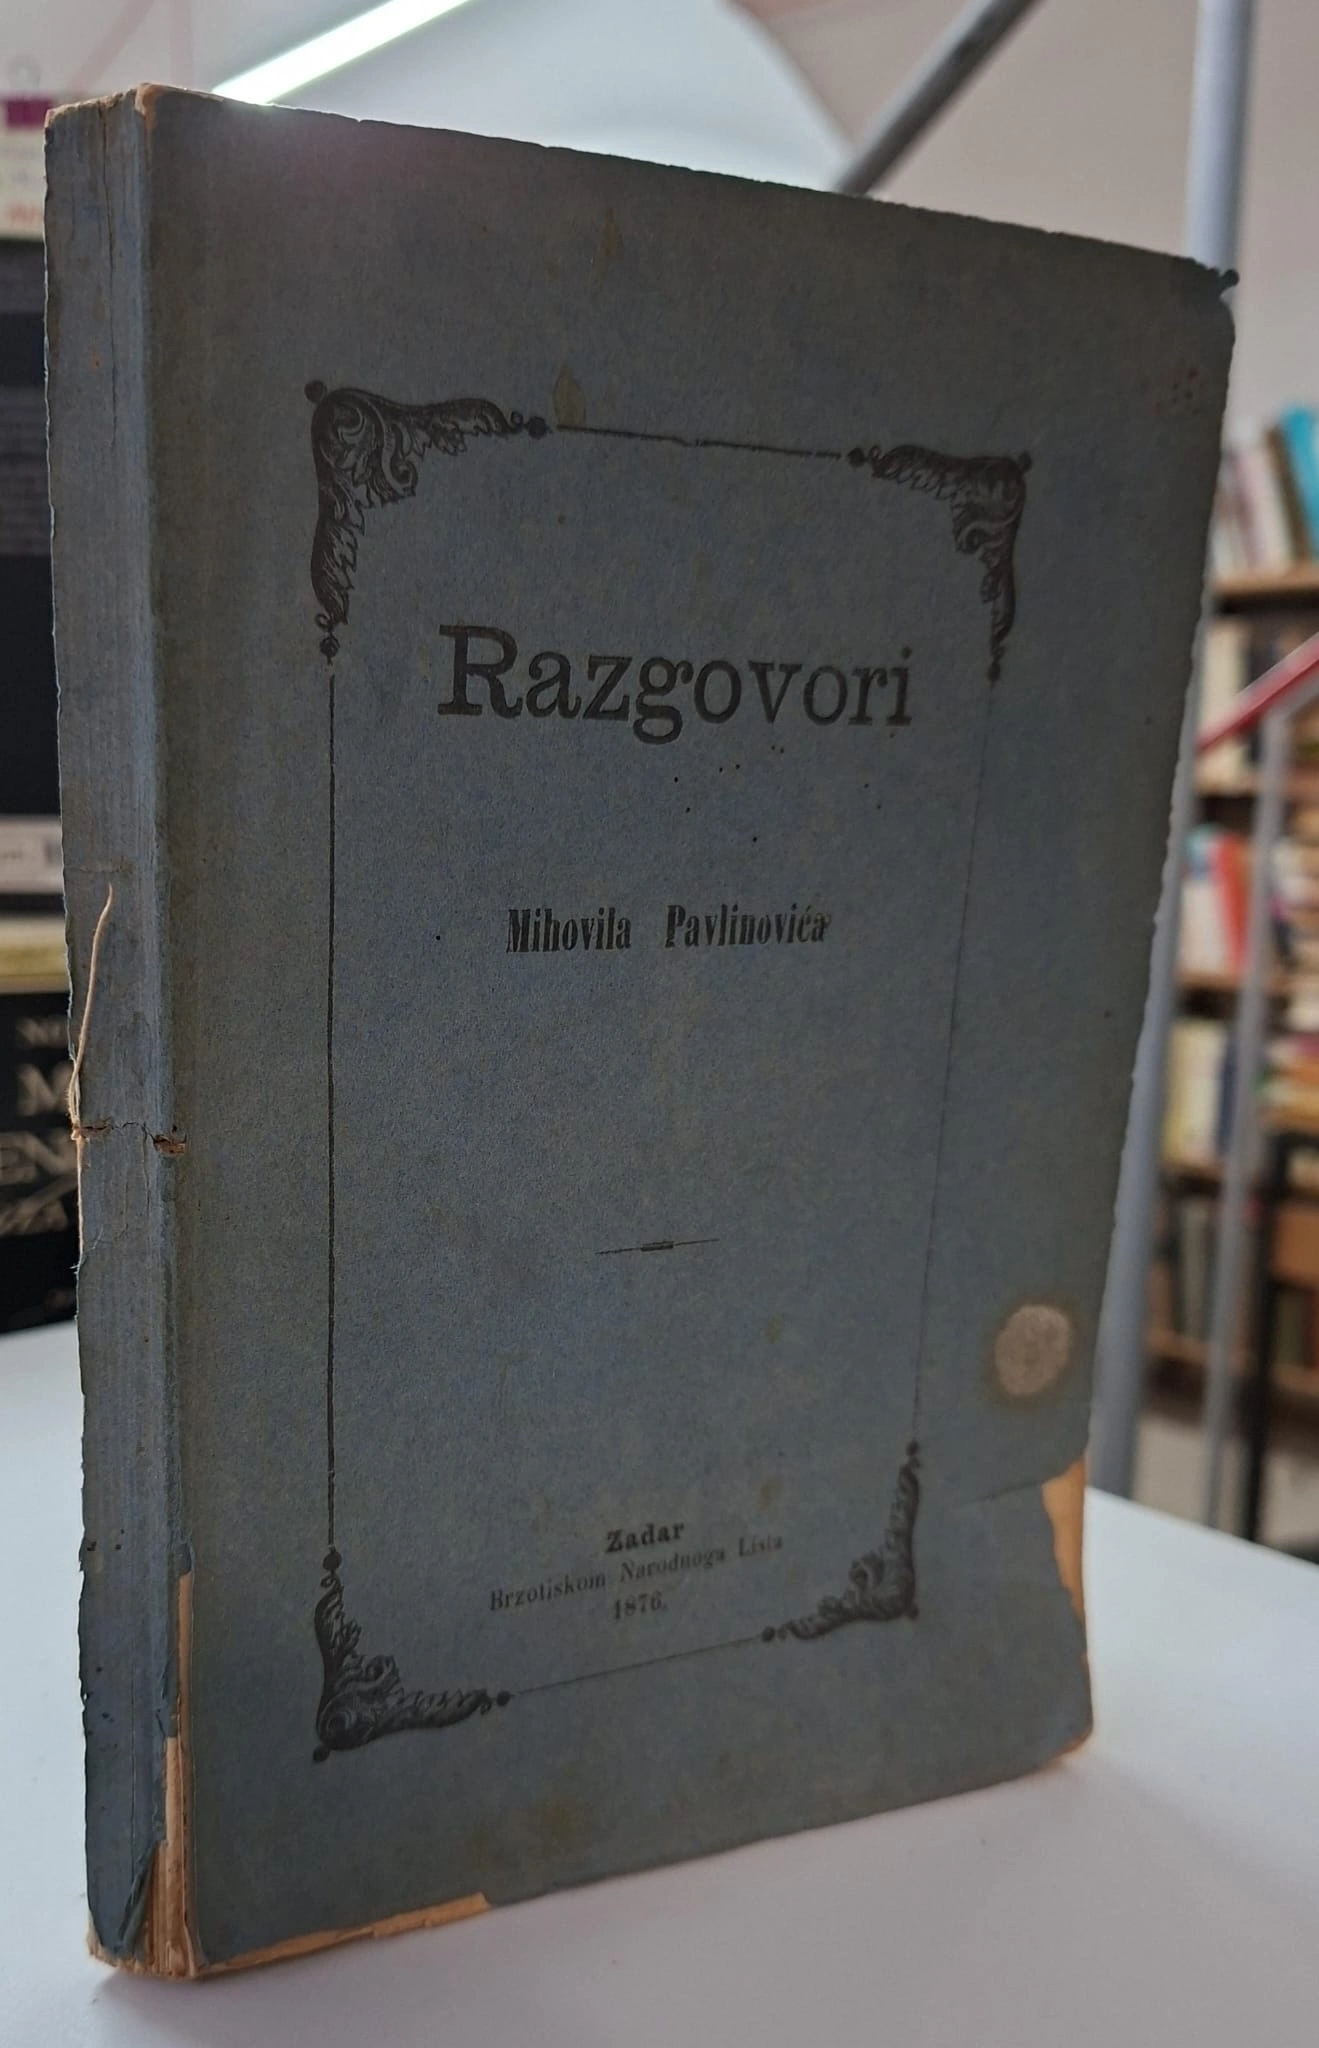 Razgovori
Mihovila Pavlinovića
Zadar
Brzotiskom Narodnoga Lista
1876.